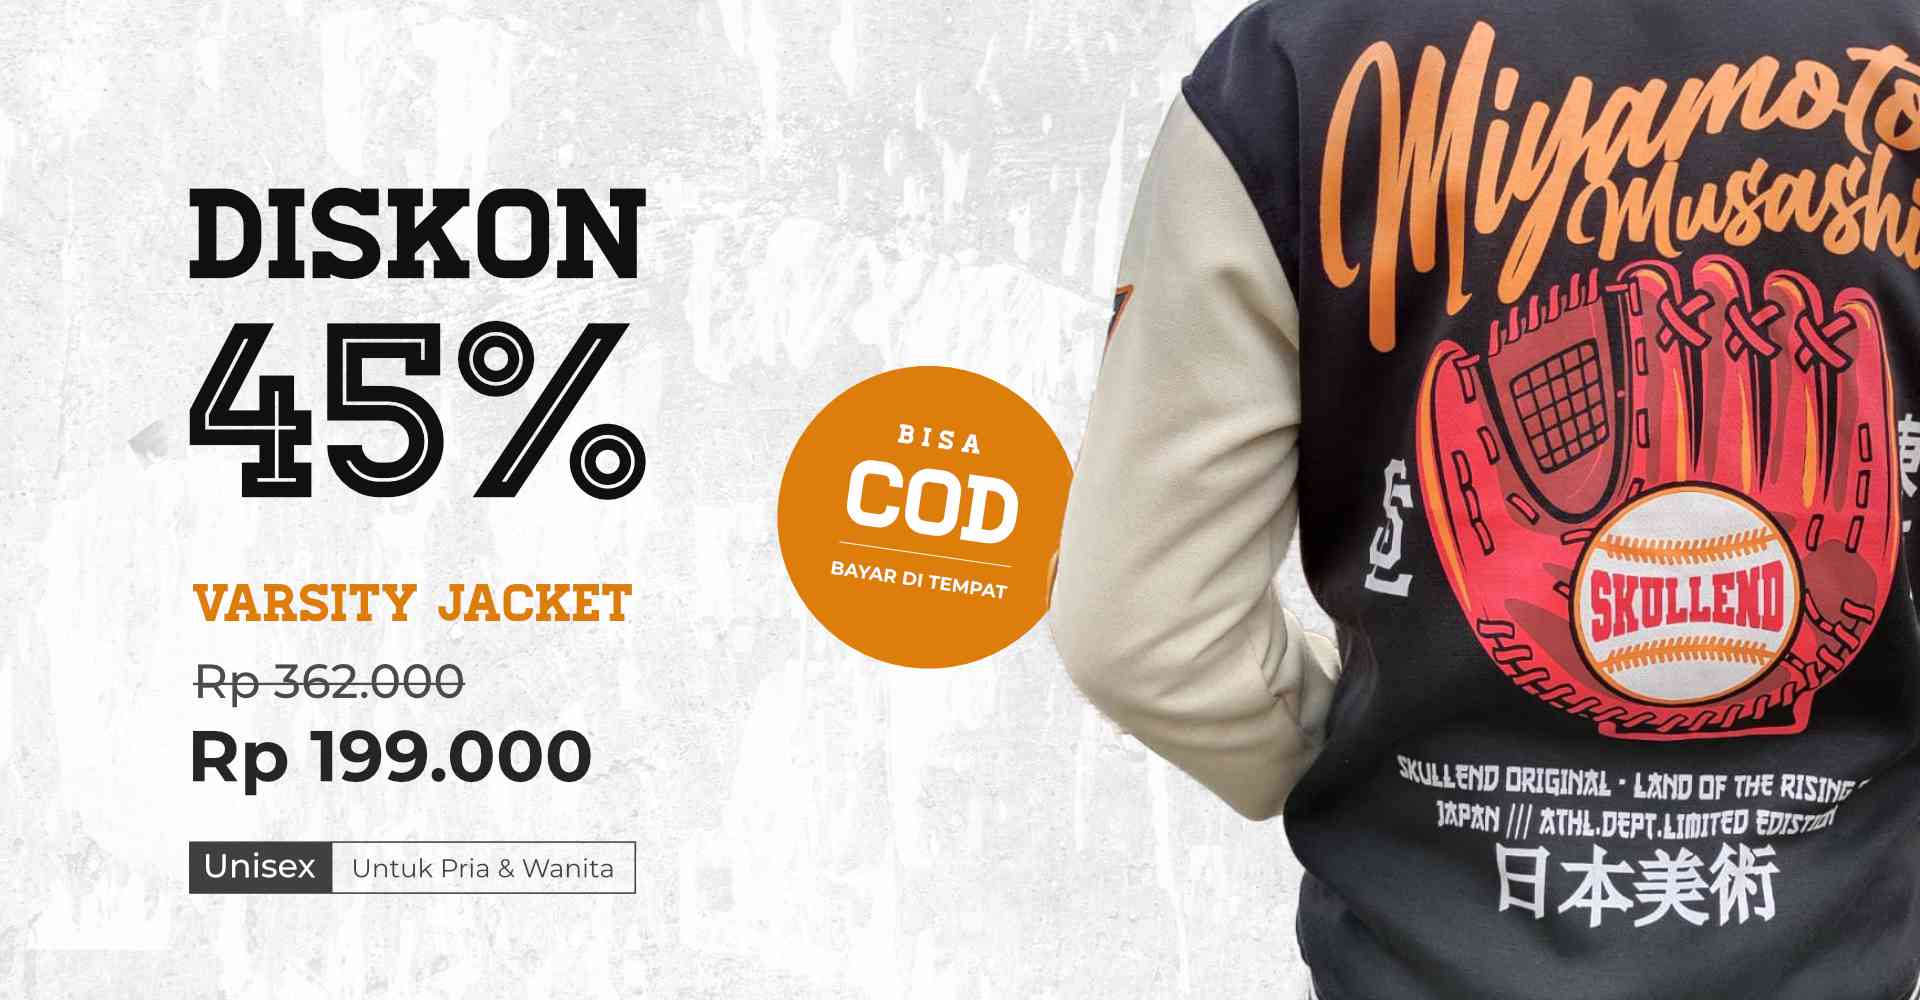 DISKON
45%
VARSITY JACKET
Rp 362.000
Rp 199.000
Unisex Untuk Pria & Wanita
BISA
COD
BAYAR DI TEMPAT
Miyamoto
Musashi
SL
SKULLEND
SKULLEND ORIGINAL - LAND OF THE RISING
JAPAN /// ATHL.DEPT.LIMITED EDISTION
日本美術